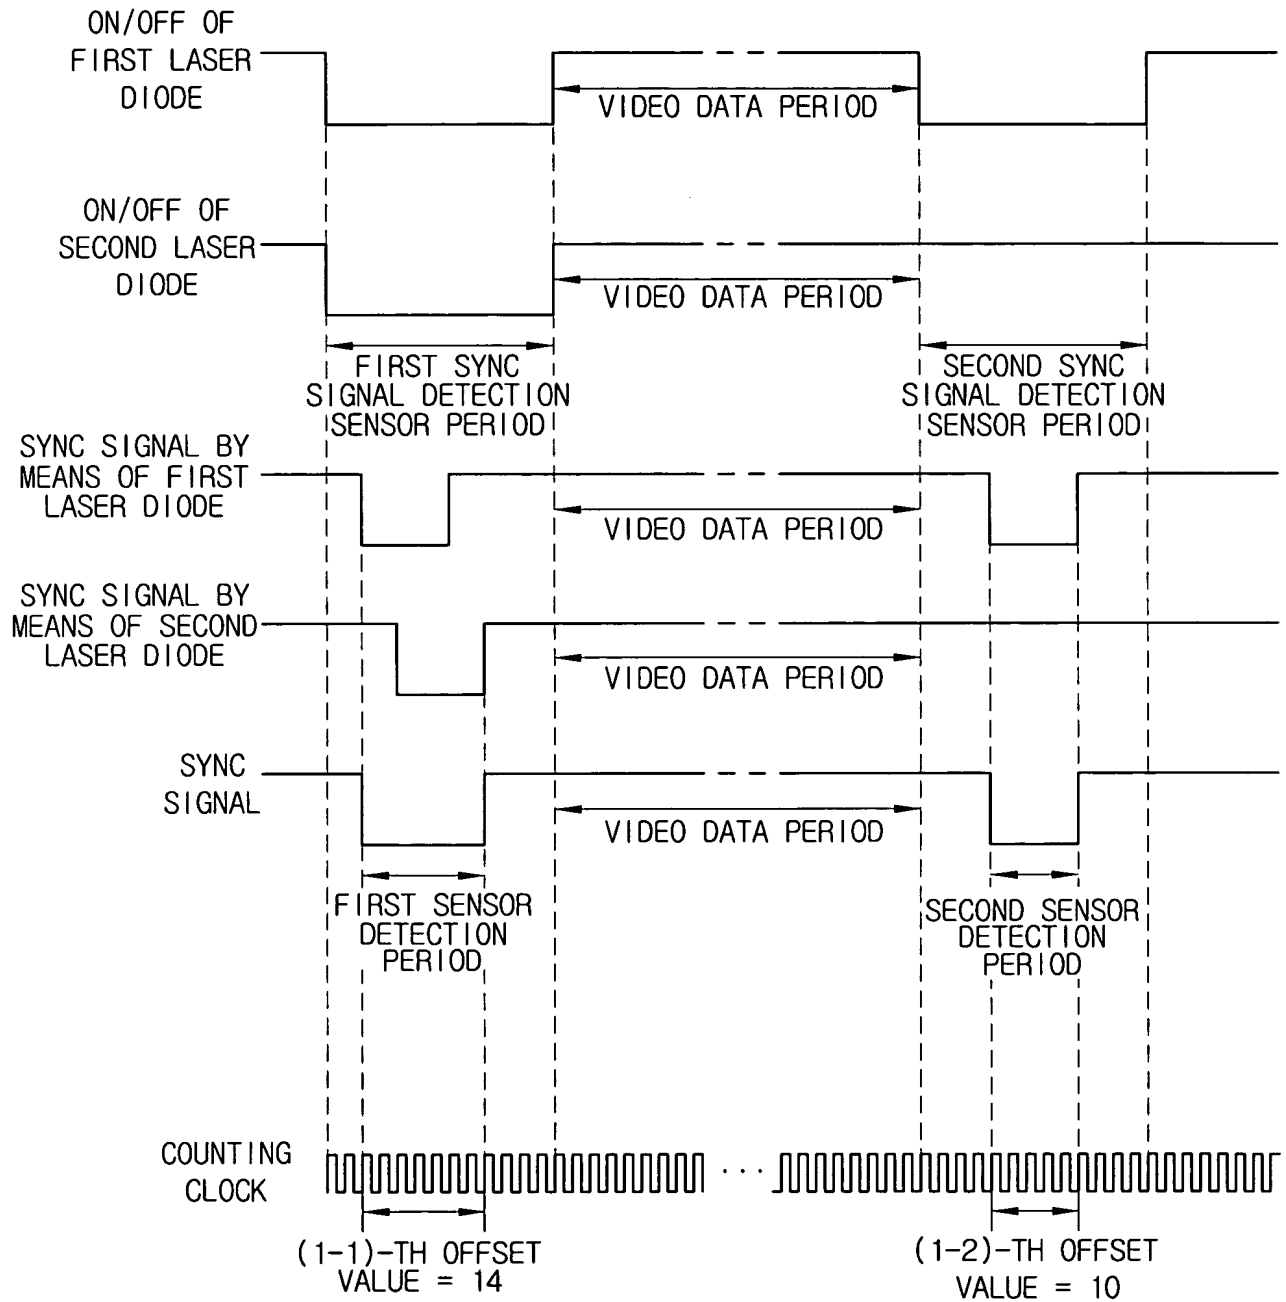 ON/OFF OF
FIRST LASER
DIODE
VIDEO DATA PERIOD
ON/OFF OF
SECOND LASER
DIODE
VIDEO DATA PERIOD
FIRST SYNC
SIGNAL DETECTION
SENSOR PERIOD
SECOND SYNC
SIGNAL DETECTION
SENSOR PERIOD
SYNC SIGNAL BY
MEANS OF FIRST
LASER DIODE
VIDEO DATA PERIOD
SYNC SIGNAL BY
MEANS OF SECOND
LASER DIODE
VIDEO DATA PERIOD
SYNC
SIGNAL
VIDEO DATA PERIOD
FIRST SENSOR
DETECTION
PERIOD
SECOND SENSOR
DETECTION
PERIOD
COUNTING
CLOCK
...
(1-1)-TH OFFSET
VALUE = 14
(1-2)-TH OFFSET
VALUE = 10